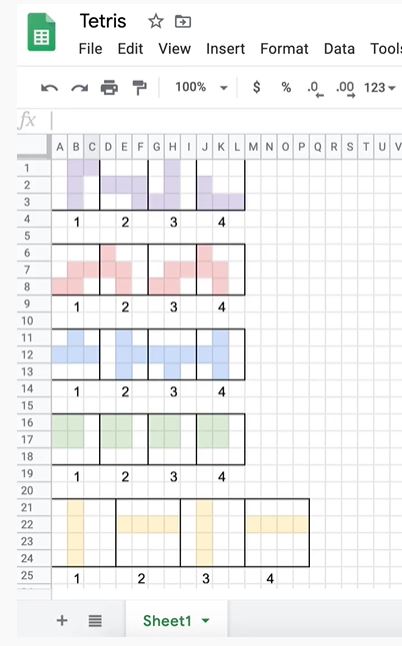 Tetris
File Edit View Insert Format Data Tools
100% $ % .0 .00 123
fx
A B C D E F G H I J K L M N O P Q R S T U V
1
2
3
4 1 2 3 4
5
6
7
8
9 1 2 3 4
10
11
12
13
14 1 2 3 4
15
16
17
18
19 1 2 3 4
20
21
22
23
24
25 1 2 3 4
+ Sheet1